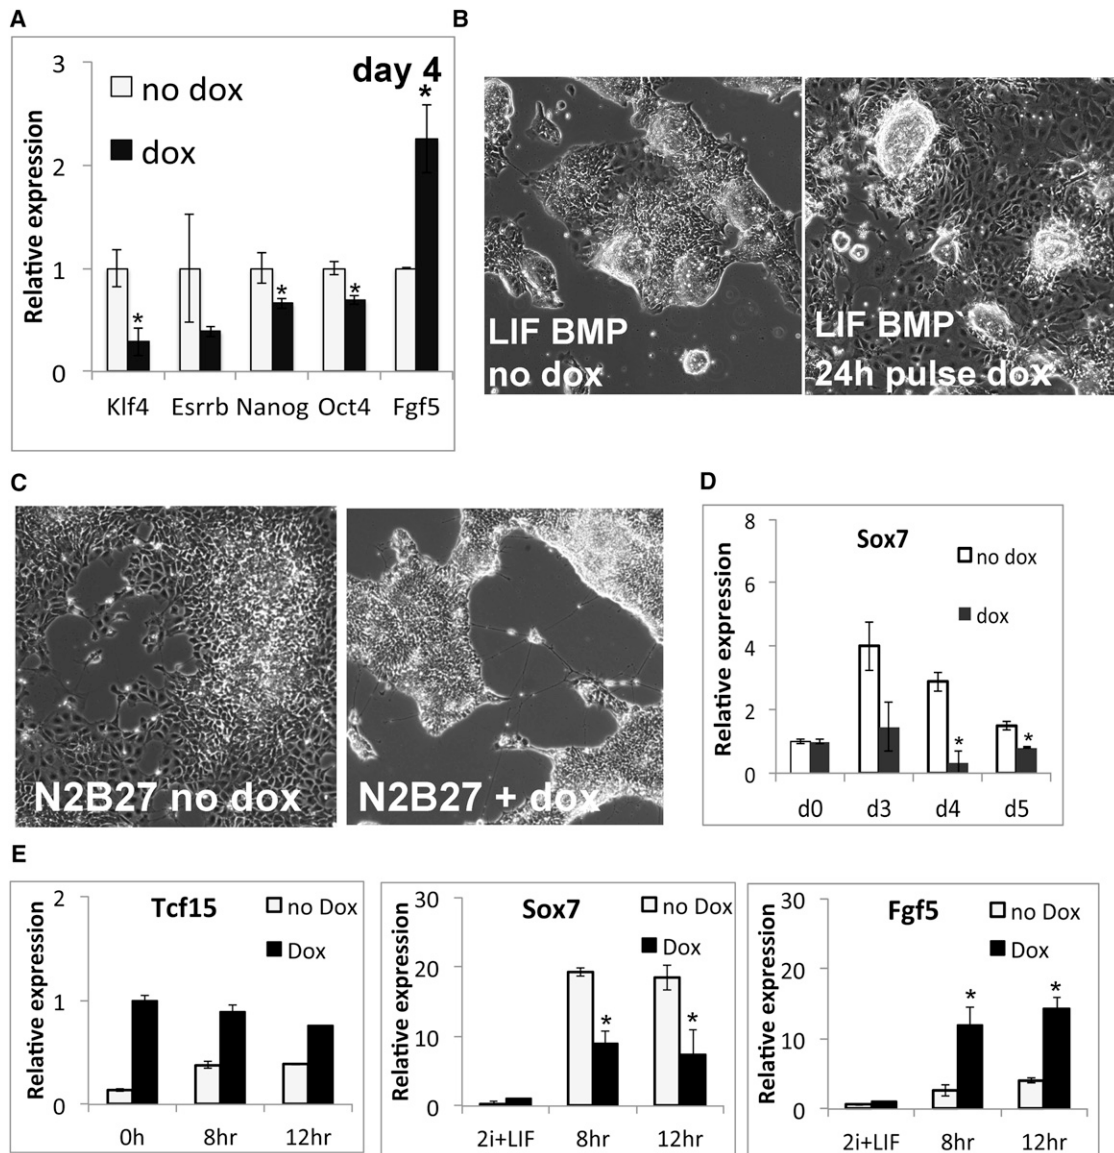 A
B
3
2
1
0
Relative expression
no dox
dox
day 4
*
*
*
*
Klf4 Esrrb Nanog Oct4 Fgf5
LIF BMP
no dox
LIF BMP`
24h pulse dox
C
D
N2B27 no dox
N2B27 + dox
8
6
4
2
0
Relative expression
Sox7
no dox
dox
*
*
d0 d3 d4 d5
E
2
1
0
Relative expression
Tcf15
no Dox
Dox
0h 8hr 12hr
30
20
10
0
Relative expression
Sox7
no Dox
Dox
*
*
2i+LIF 8hr 12hr
30
20
10
0
Relative expression
Fgf5
no Dox
Dox
*
*
2i+LIF 8hr 12hr